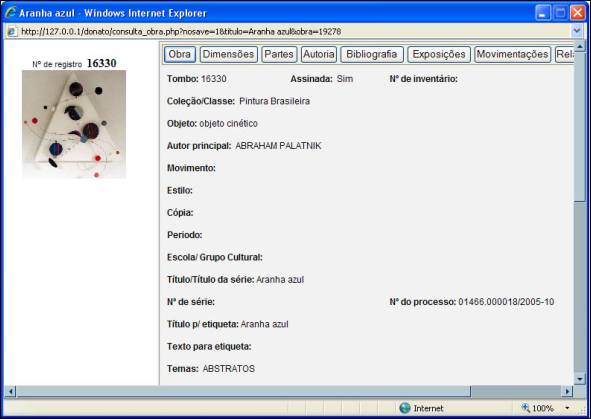 Aranha azul - Windows Internet Explorer
http://127.0.0.1/donato/consulta_obra.php?nosave=1&titulo=Aranha azul&obra=19278
Obra Dimensões Partes Autoria Bibliografia Exposições Movimentações Rela
Nº de registro 16330
Tombo: 16330 Assinada: Sim Nº de inventário:
Coleção/Classe: Pintura Brasileira
Objeto: objeto cinético
Autor principal: ABRAHAM PALATNIK
Movimento:
Estilo:
Cópia:
Periodo:
Escola/ Grupo Cultural:
Título/Título da série: Aranha azul
Nº de série: Nº do processo: 01466.000018/2005-10
Título p/ etiqueta: Aranha azul
Texto para etiqueta:
Temas: ABSTRATOS
Internet 100%